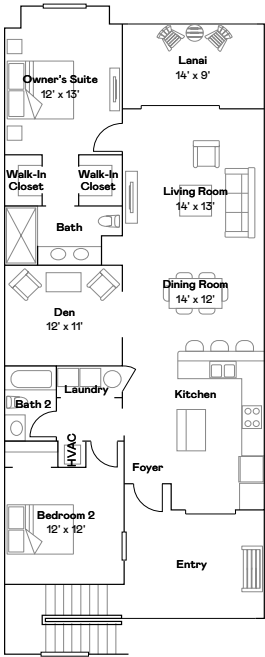 Lanai
14' x 9'
Owner's Suite
12' x 13'
Walk-In
Closet
Walk-In
Closet
Living Room
14' x 13'
Bath
Dining Room
14' x 12'
Den
12' x 11'
Laundry
Kitchen
Bath 2
HVAC
Foyer
Bedroom 2
12' x 12'
Entry